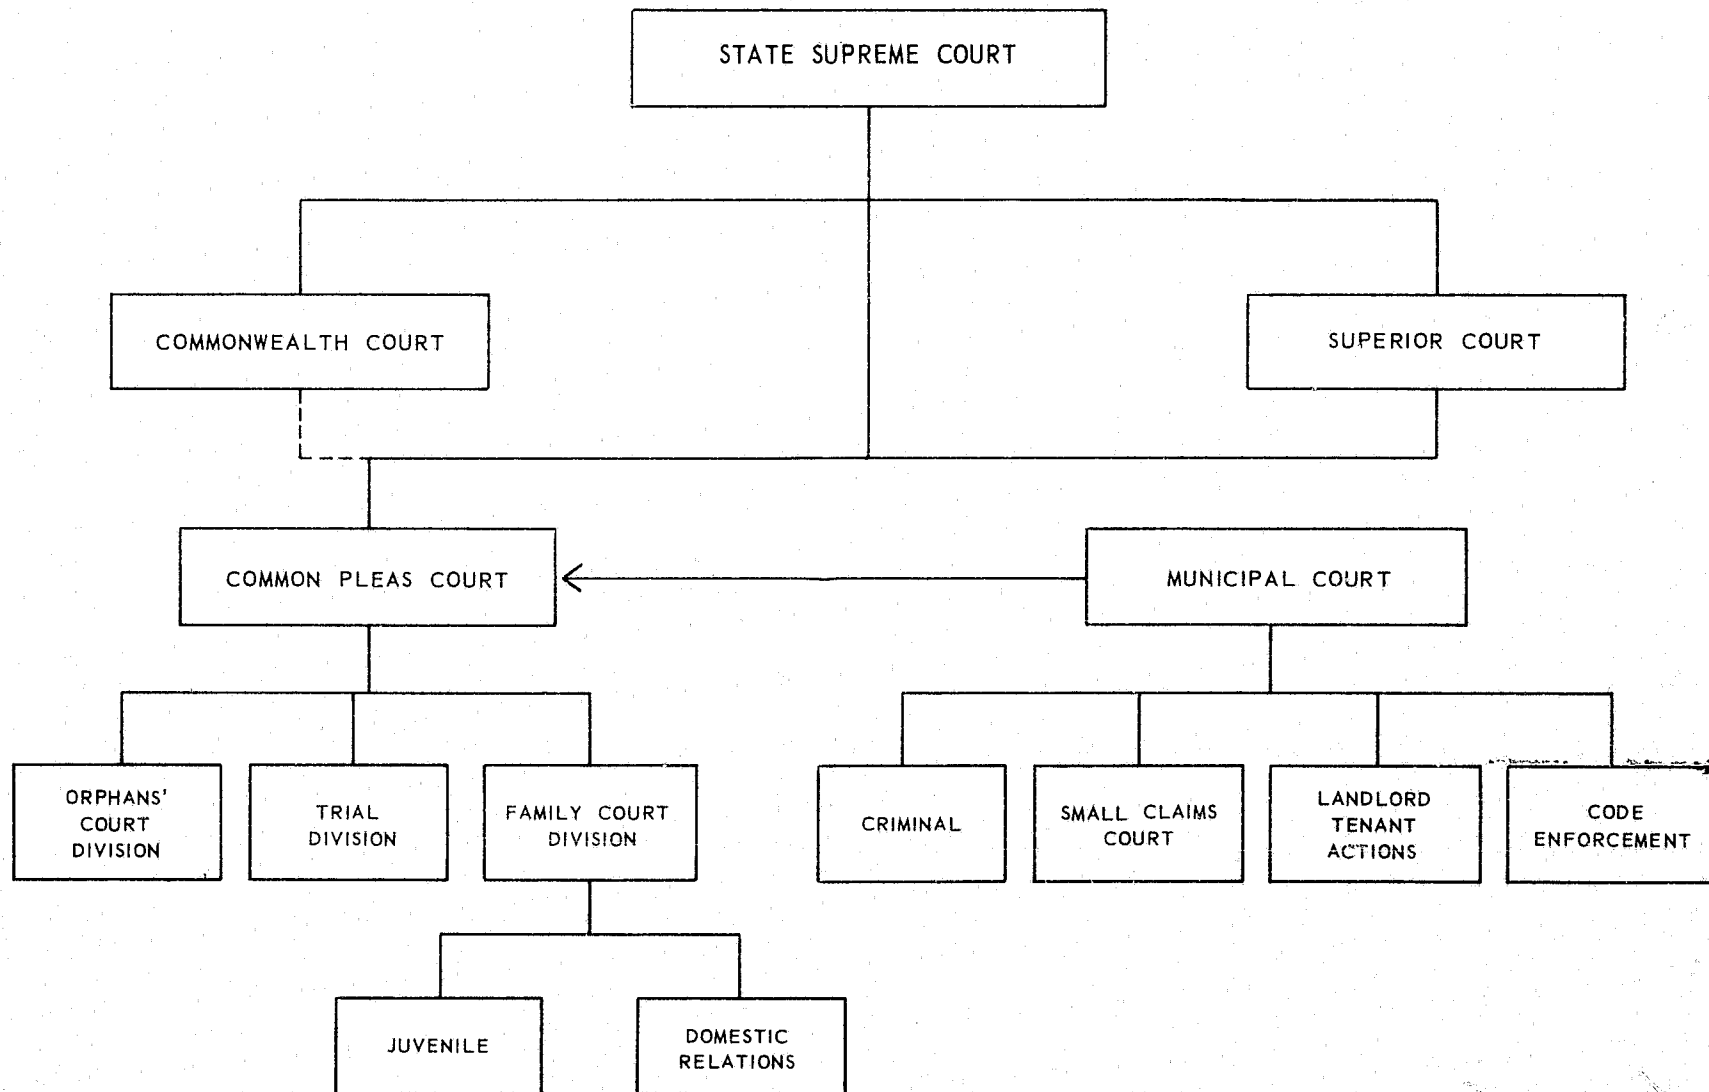 STATE SUPREME COURT
COMMONWEALTH COURT
SUPERIOR COURT
COMMON PLEAS COURT
MUNICIPAL COURT
ORPHANS'
COURT
DIVISION
TRIAL
DIVISION
FAMILY COURT
DIVISION
CRIMINAL
SMALL CLAIMS
COURT
LANDLORD
TENANT
ACTIONS
CODE
ENFORCEMENT
JUVENILE
DOMESTIC
RELATIONS